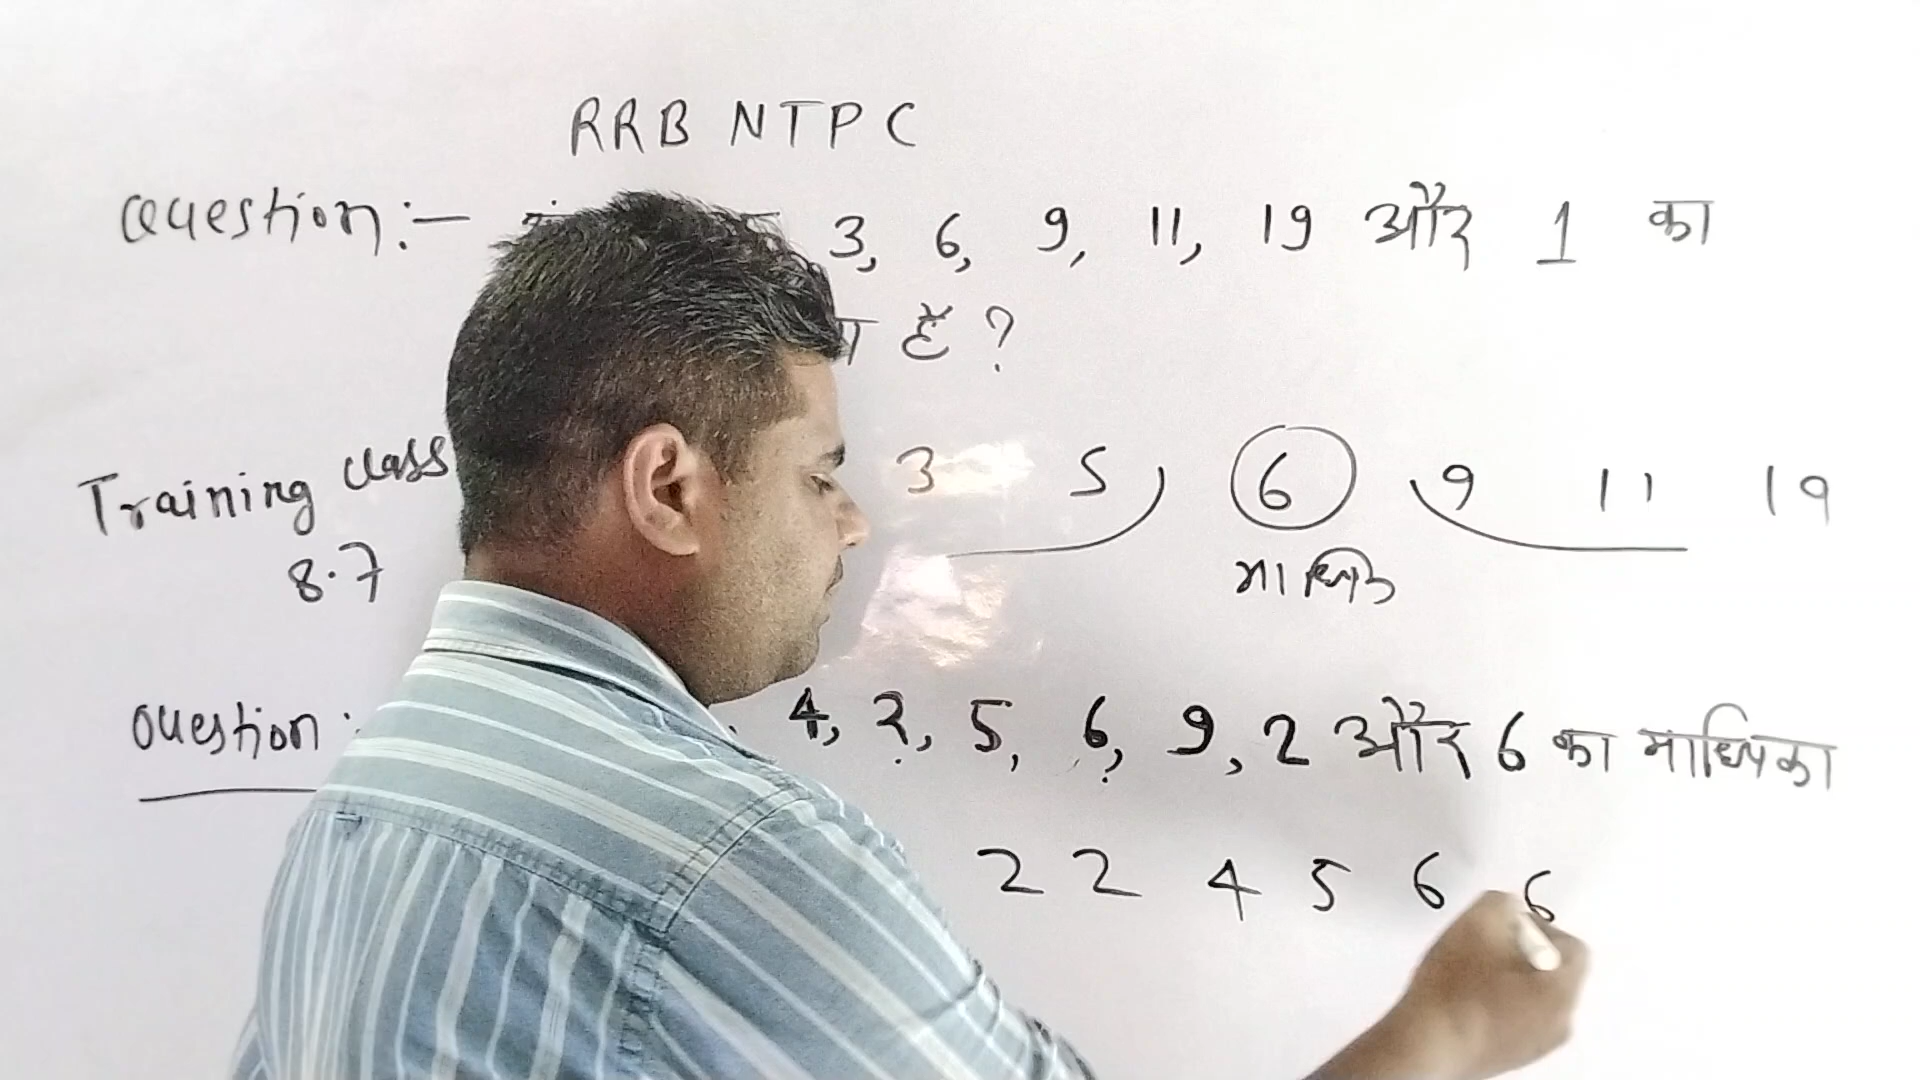 RRB NTPC
Question:- 3, 6, 9, 11, 19 और 1 का
है ?
Training class 3 5 6 9 11 19
8.7
Question : 4, 2, 5, 6, 9, 2 और 6 का माध्यिका
2 2 4 5 6 6